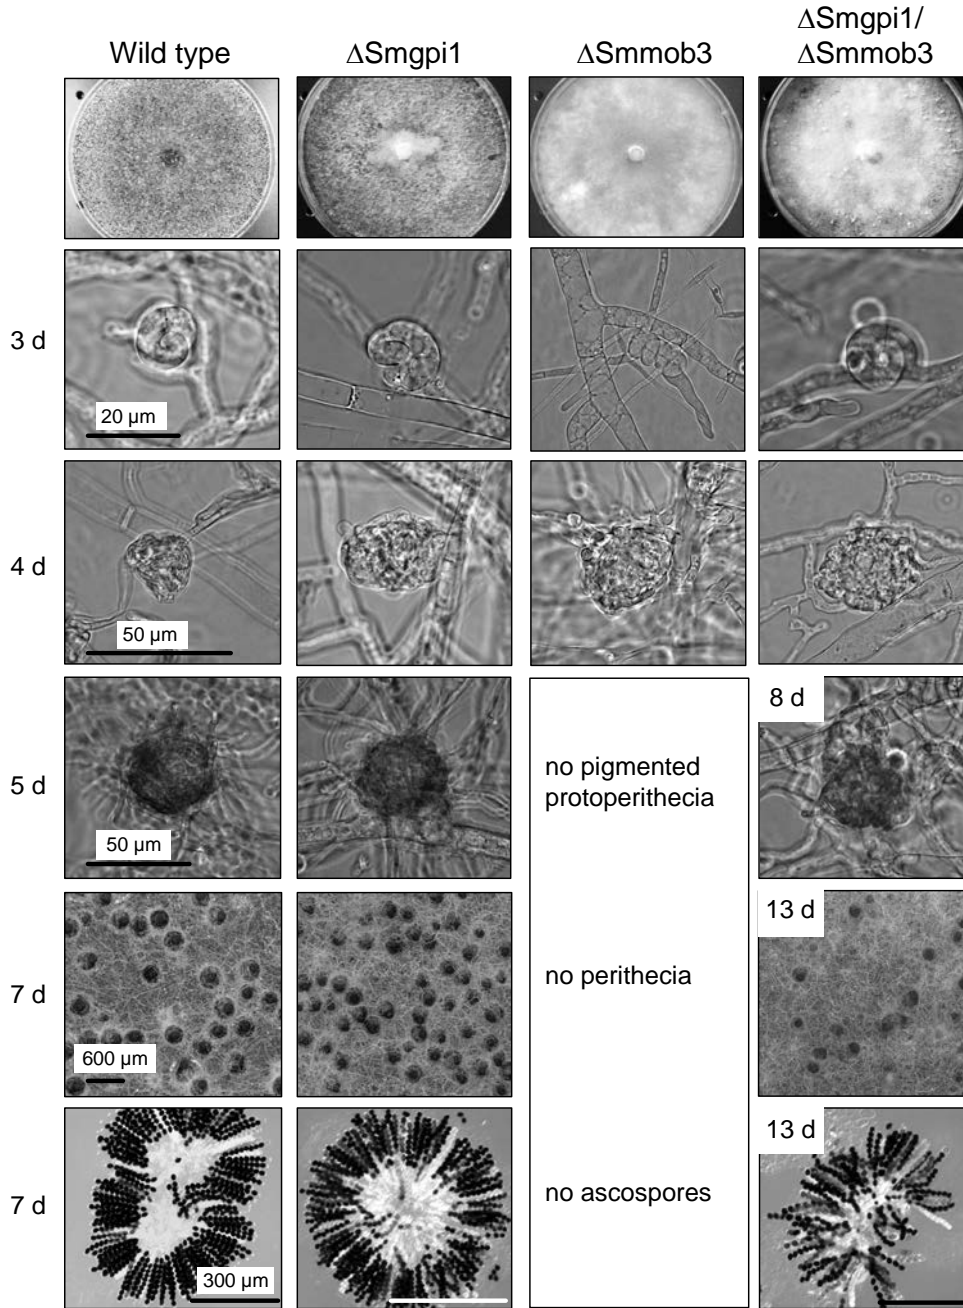 Wild type
ΔSmgpi1
ΔSmmob3
ΔSmgpi1/
ΔSmmob3
3 d
20 µm
4 d
50 µm
5 d
50 µm
no pigmented
protoperithecia
8 d
7 d
600 µm
no perithecia
13 d
7 d
300 µm
no ascospores
13 d